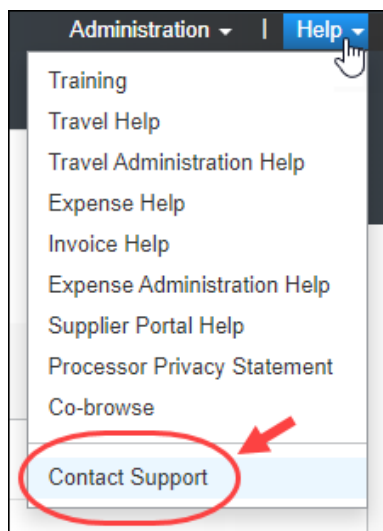 Administration | Help
Training
Travel Help
Travel Administration Help
Expense Help
Invoice Help
Expense Administration Help
Supplier Portal Help
Processor Privacy Statement
Co-browse
Contact Support